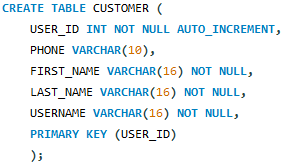 CREATE TABLE CUSTOMER (
USER_ID INT NOT NULL AUTO_INCREMENT,
PHONE VARCHAR(10),
FIRST_NAME VARCHAR(16) NOT NULL,
LAST_NAME VARCHAR(16) NOT NULL,
USERNAME VARCHAR(16) NOT NULL,
PRIMARY KEY (USER_ID)
);